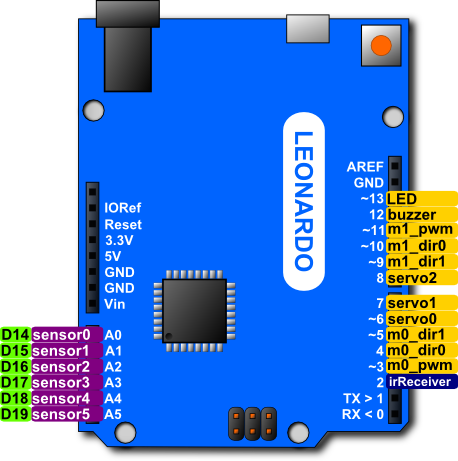 LEONARDO
AREF
GND
~13 LED
12 buzzer
~11 m1_pwm
~10 m1_dir0
~9 m1_dir1
8 servo2
7 servo1
~6 servo0
~5 m0_dir1
4 m0_dir0
~3 m0_pwm
2 irReceiver
TX > 1
RX < 0
IORef
Reset
3.3V
5V
GND
GND
Vin
D14 sensor0 A0
D15 sensor1 A1
D16 sensor2 A2
D17 sensor3 A3
D18 sensor4 A4
D19 sensor5 A5